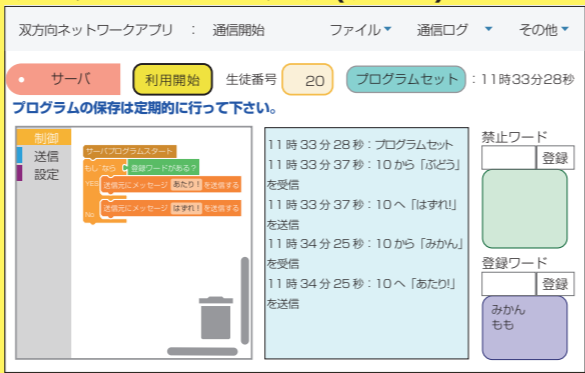 双方向ネットワークアプリ ： 通信開始 ファイル▼ 通信ログ ▼ その他▼
サーバ 利用開始 生徒番号 20 プログラムセット ：11時33分28秒
プログラムの保存は定期的に行って下さい。
制御
送信
設定
サーバプログラムスタート
もし゛なら 登録ワードがある？
YES 送信元にメッセージ あたり！ を送信する
No 送信元にメッセージ はずれ！ を送信する
11時33分28秒：プログラムセット
11時33分37秒：10から「ぶどう」
を受信
11時33分37秒：10へ「はずれ!」
を送信
11時34分25秒：10から「みかん」
を受信
11時34分25秒：10へ「あたり!」
を送信
禁止ワード
登録
登録ワード
登録
みかん
もも